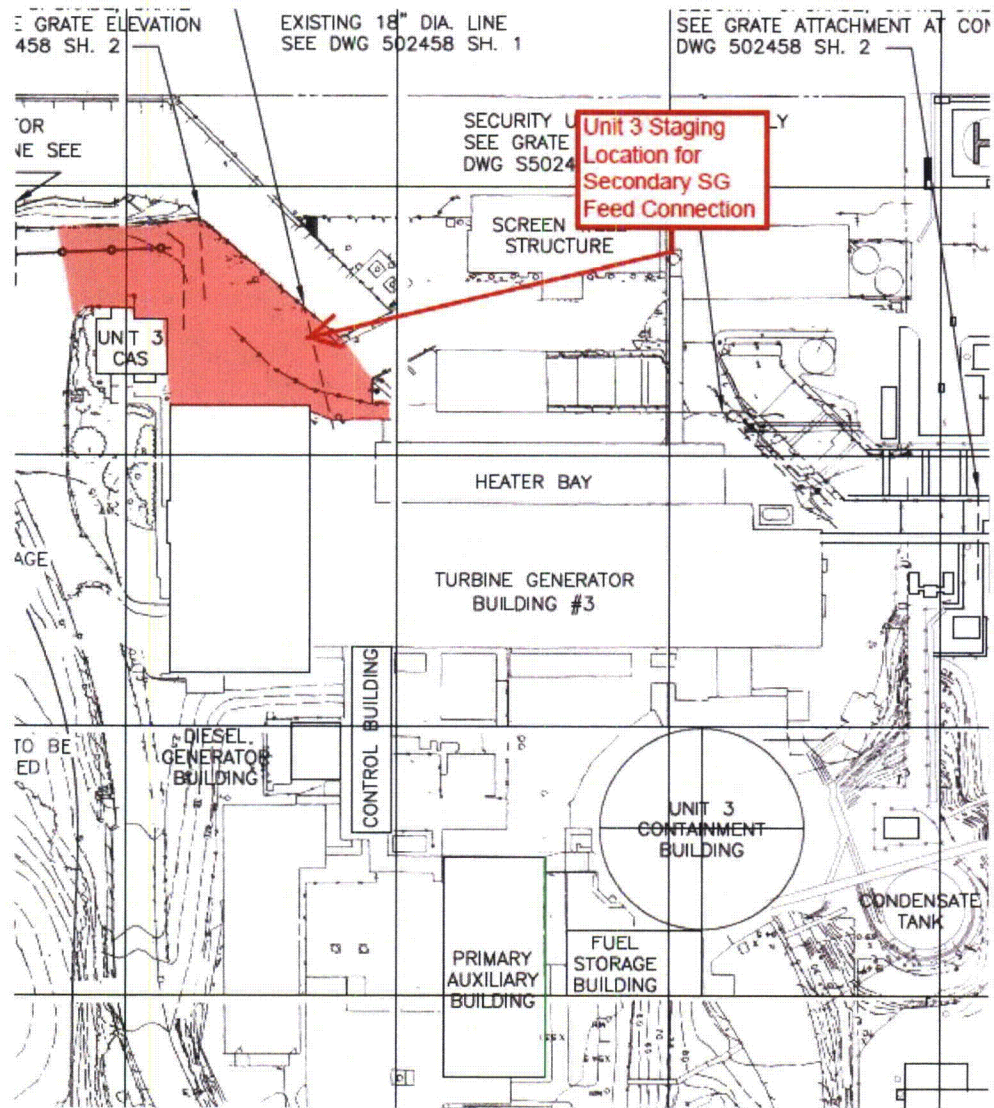 E GRATE ELEVATION
458 SH. 2
EXISTING 18" DIA. LINE
SEE DWG 502458 SH. 1
SEE GRATE ATTACHMENT AT CON
DWG 502458 SH. 2
TOR
NE SEE
SECURITY U
LY
SEE GRATE
DWG S5024
Unit 3 Staging
Location for
Secondary SG
Feed Connection
SCREEN
STRUCTURE
UNIT 3
CAS
HEATER BAY
AGE
TURBINE GENERATOR
BUILDING #3
CONTROL BUILDING
TO BE
ED
DIESEL
GENERATOR
BUILDING
UNIT 3
CONTAINMENT
BUILDING
CONDENSATE
TANK
PRIMARY
AUXILIARY
BUILDING
FUEL
STORAGE
BUILDING